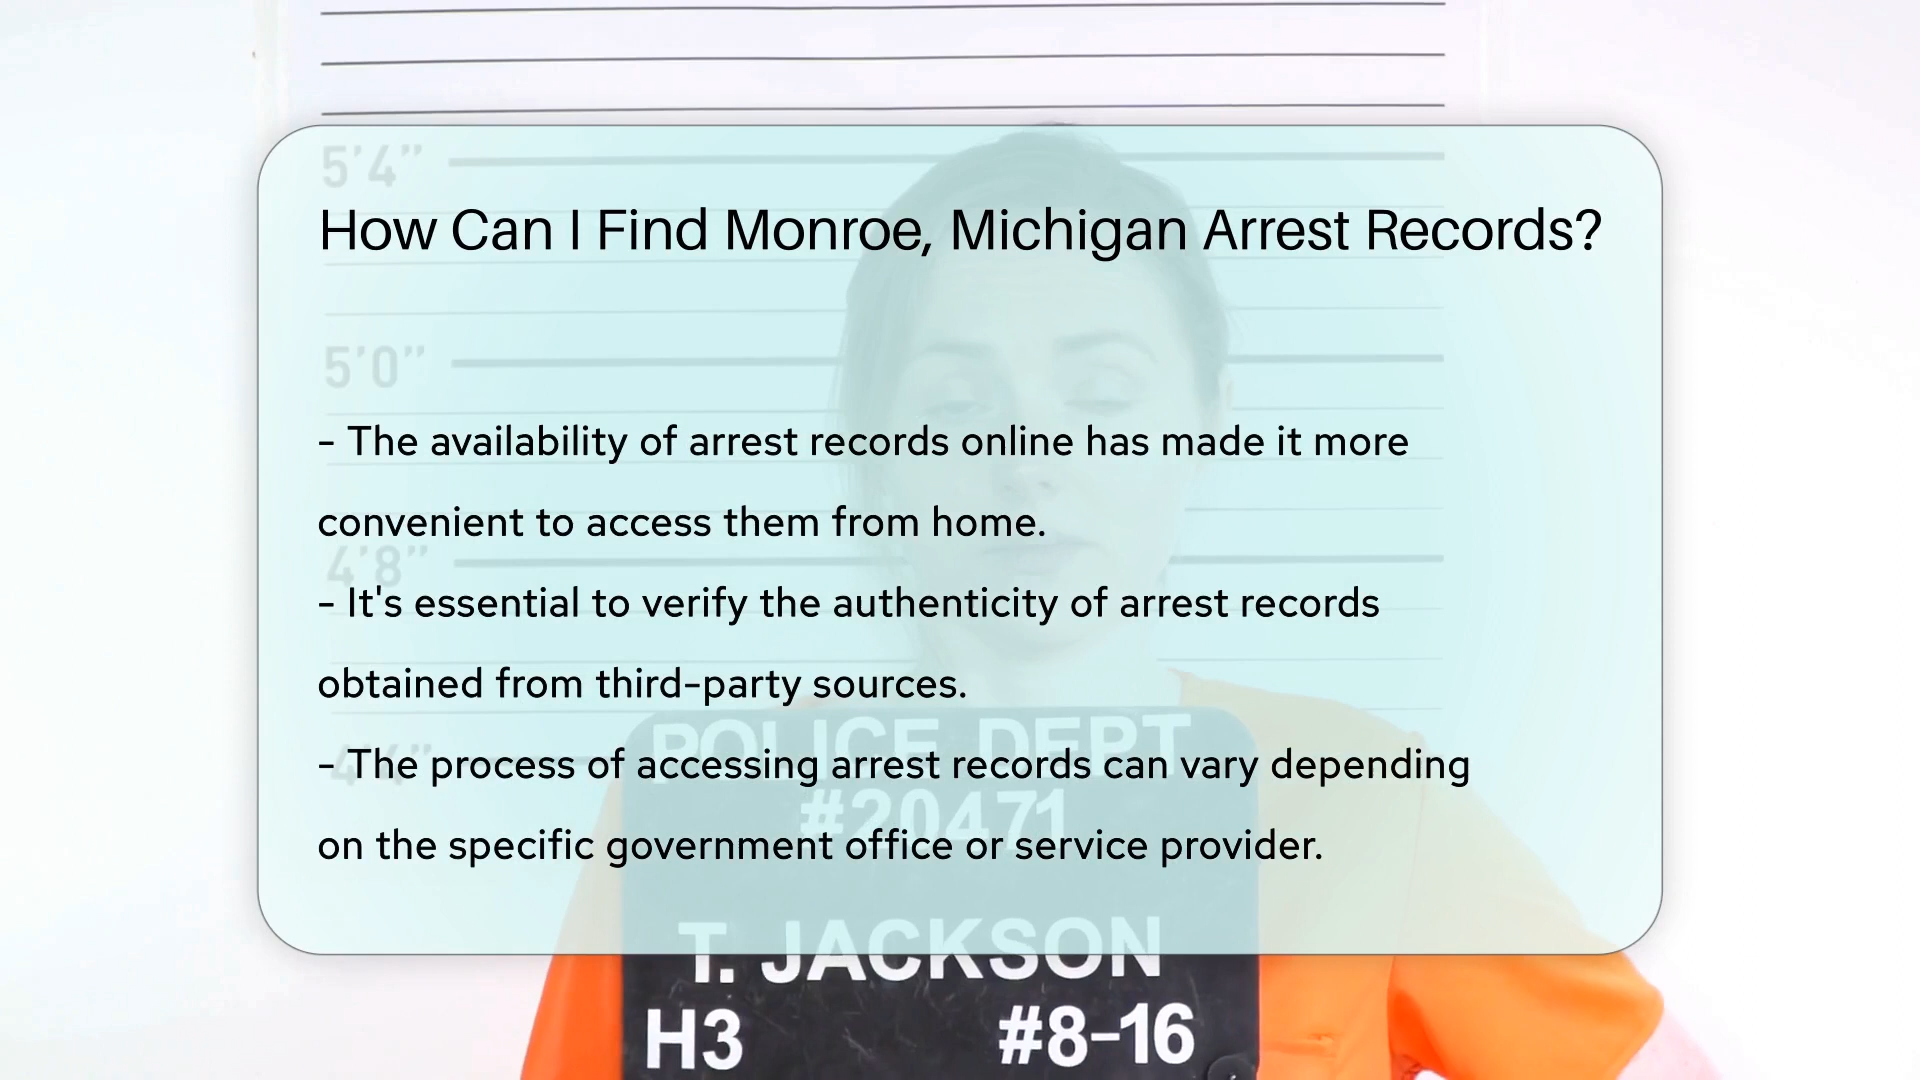 5'4”
How Can I Find Monroe, Michigan Arrest Records?
5'0”
- The availability of arrest records online has made it more
convenient to access them from home.
4'8”
- It's essential to verify the authenticity of arrest records
obtained from third-party sources.
POLICE DEPT
4'4”
- The process of accessing arrest records can vary depending
#20471
on the specific government office or service provider.
T. JACKSON
H3 #8-16